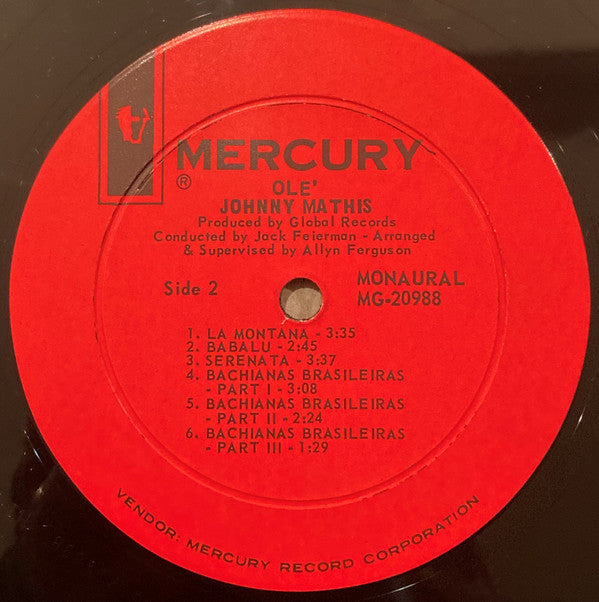 MERCURY
®
OLE'
JOHNNY MATHIS
Produced by Global Records
Conducted by Jack Feierman - Arranged
& Supervised by Allyn Ferguson
Side 2
MONAURAL
MG-20988
1. LA MONTANA - 3:35
2. BABALU - 2:45
3. SERENATA - 3:37
4. BACHIANAS BRASILEIRAS
- PART I - 3:08
5. BACHIANAS BRASILEIRAS
- PART II - 2:24
6. BACHIANAS BRASILEIRAS
- PART III - 1:29
VENDOR: MERCURY RECORD CORPORATION